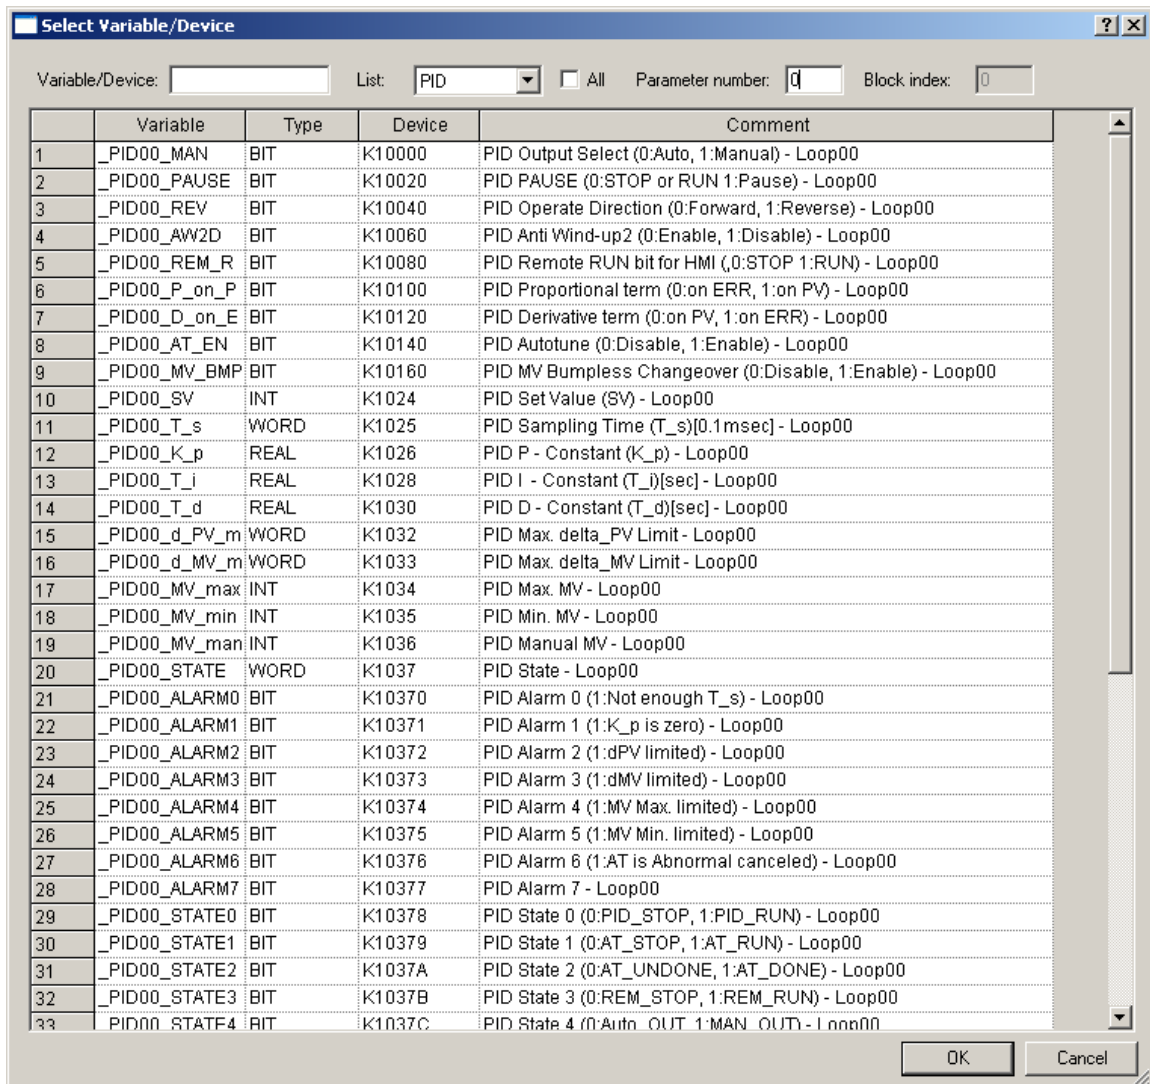 Select Variable/Device
Variable/Device: List: PID All Parameter number: 0 Block index: 0
Variable Type Device Comment
1 _PID00_MAN BIT K10000 PID Output Select (0:Auto, 1:Manual) - Loop00
2 _PID00_PAUSE BIT K10020 PID PAUSE (0:STOP or RUN 1:Pause) - Loop00
3 _PID00_REV BIT K10040 PID Operate Direction (0:Forward, 1:Reverse) - Loop00
4 _PID00_AW2D BIT K10060 PID Anti Wind-up2 (0:Enable, 1:Disable) - Loop00
5 _PID00_REM_R BIT K10080 PID Remote RUN bit for HMI (,0:STOP 1:RUN) - Loop00
6 _PID00_P_on_P BIT K10100 PID Proportional term (0:on ERR, 1:on PV) - Loop00
7 _PID00_D_on_E BIT K10120 PID Derivative term (0:on PV, 1:on ERR) - Loop00
8 _PID00_AT_EN BIT K10140 PID Autotune (0:Disable, 1:Enable) - Loop00
9 _PID00_MV_BMP BIT K10160 PID MV Bumpless Changeover (0:Disable, 1:Enable) - Loop00
10 _PID00_SV INT K1024 PID Set Value (SV) - Loop00
11 _PID00_T_s WORD K1025 PID Sampling Time (T_s)[0.1msec] - Loop00
12 _PID00_K_p REAL K1026 PID P - Constant (K_p) - Loop00
13 _PID00_T_i REAL K1028 PID I - Constant (T_i)[sec] - Loop00
14 _PID00_T_d REAL K1030 PID D - Constant (T_d)[sec] - Loop00
15 _PID00_d_PV_m WORD K1032 PID Max. delta_PV Limit - Loop00
16 _PID00_d_MV_m WORD K1033 PID Max. delta_MV Limit - Loop00
17 _PID00_MV_max INT K1034 PID Max. MV - Loop00
18 _PID00_MV_min INT K1035 PID Min. MV - Loop00
19 _PID00_MV_man INT K1036 PID Manual MV - Loop00
20 _PID00_STATE WORD K1037 PID State - Loop00
21 _PID00_ALARM0 BIT K10370 PID Alarm 0 (1:Not enough T_s) - Loop00
22 _PID00_ALARM1 BIT K10371 PID Alarm 1 (1:K_p is zero) - Loop00
23 _PID00_ALARM2 BIT K10372 PID Alarm 2 (1:dPV limited) - Loop00
24 _PID00_ALARM3 BIT K10373 PID Alarm 3 (1:dMV limited) - Loop00
25 _PID00_ALARM4 BIT K10374 PID Alarm 4 (1:MV Max. limited) - Loop00
26 _PID00_ALARM5 BIT K10375 PID Alarm 5 (1:MV Min. limited) - Loop00
27 _PID00_ALARM6 BIT K10376 PID Alarm 6 (1:AT is Abnormal canceled) - Loop00
28 _PID00_ALARM7 BIT K10377 PID Alarm 7 - Loop00
29 _PID00_STATE0 BIT K10378 PID State 0 (0:PID_STOP, 1:PID_RUN) - Loop00
30 _PID00_STATE1 BIT K10379 PID State 1 (0:AT_STOP, 1:AT_RUN) - Loop00
31 _PID00_STATE2 BIT K1037A PID State 2 (0:AT_UNDONE, 1:AT_DONE) - Loop00
32 _PID00_STATE3 BIT K1037B PID State 3 (0:REM_STOP, 1:REM_RUN) - Loop00
33 _PID00_STATE4 BIT K1037C PID State 4 (0:Auto_OUT, 1:MAN_OUT) - Loop00
OK Cancel